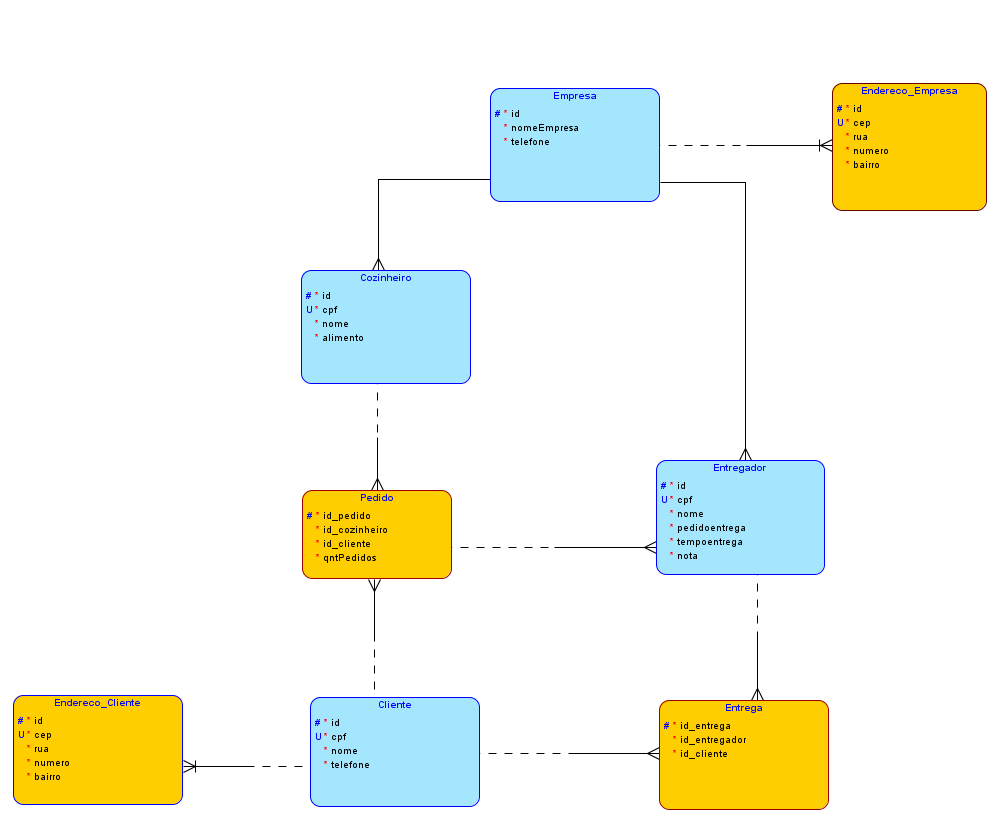 Empresa
# * id
* nomeEmpresa
* telefone
Endereco_Empresa
# * id
U * cep
* rua
* numero
* bairro
Cozinheiro
# * id
U * cpf
* nome
* alimento
Entregador
# * id
U * cpf
* nome
* pedidoentrega
* tempoentrega
* nota
Pedido
# * id_pedido
* id_cozinheiro
* id_cliente
* qntPedidos
Endereco_Cliente
# * id
U * cep
* rua
* numero
* bairro
Cliente
# * id
U * cpf
* nome
* telefone
Entrega
# * id_entrega
* id_entregador
* id_cliente